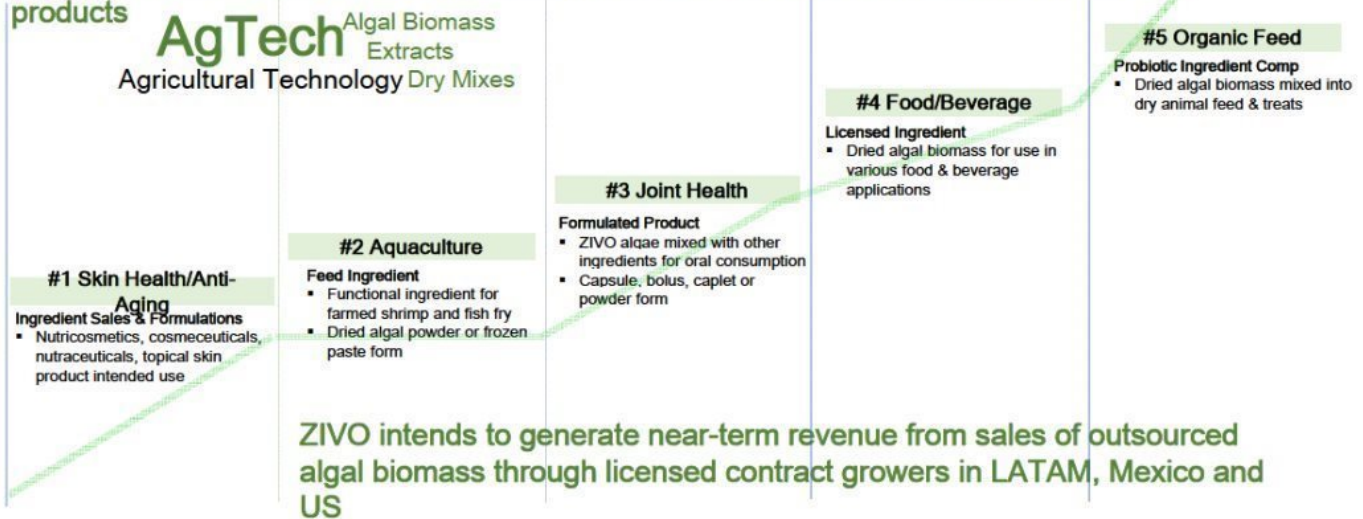 products
AgTech
Algal Biomass
Extracts
Agricultural Technology Dry Mixes
#1 Skin Health/Anti-
Aging
Ingredient Sales & Formulations
▪ Nutricosmetics, cosmeceuticals,
nutraceuticals, topical skin
product intended use
#2 Aquaculture
Feed Ingredient
▪ Functional ingredient for
farmed shrimp and fish fry
▪ Dried algal powder or frozen
paste form
#3 Joint Health
Formulated Product
▪ ZIVO algae mixed with other
ingredients for oral consumption
▪ Capsule, bolus, caplet or
powder form
#4 Food/Beverage
Licensed Ingredient
▪ Dried algal biomass for use in
various food & beverage
applications
#5 Organic Feed
Probiotic Ingredient Comp
▪ Dried algal biomass mixed into
dry animal feed & treats
ZIVO intends to generate near-term revenue from sales of outsourced
algal biomass through licensed contract growers in LATAM, Mexico and
US